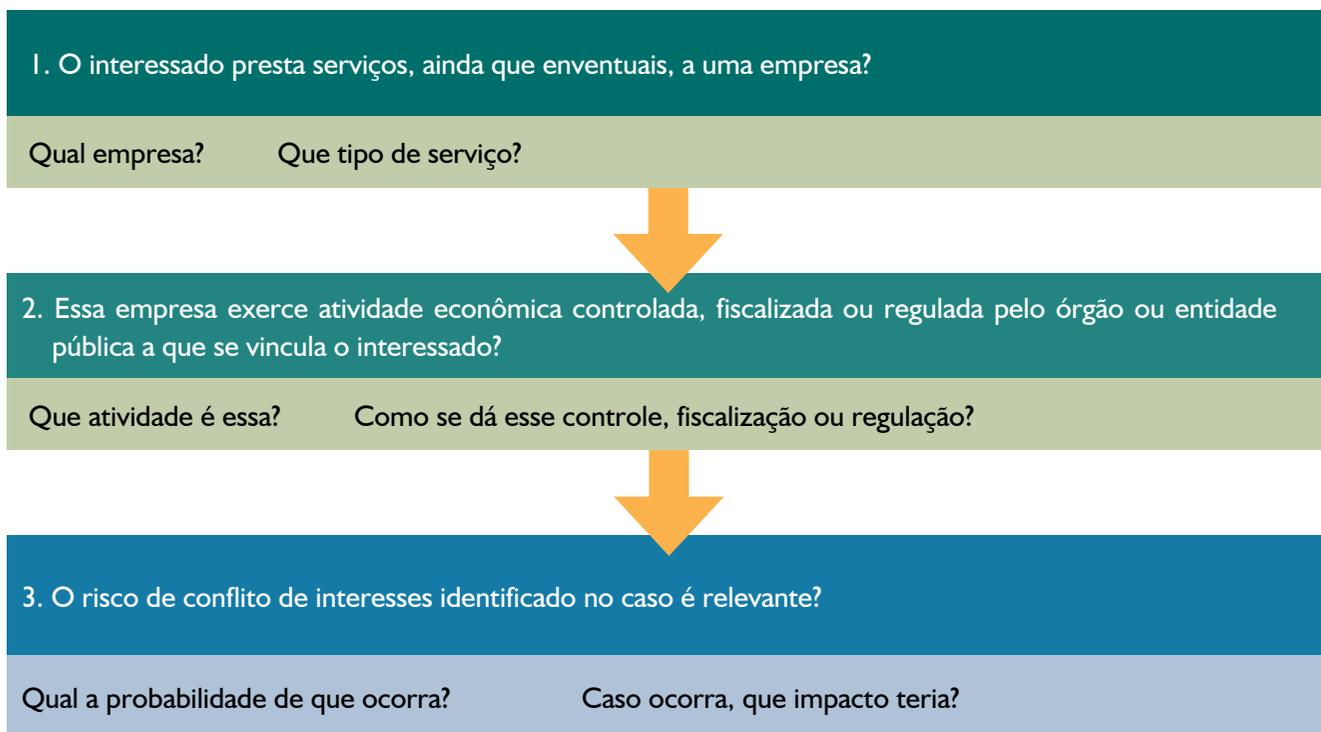 1. O interessado presta serviços, ainda que enventuais, a uma empresa?
Qual empresa? Que tipo de serviço?
2. Essa empresa exerce atividade econômica controlada, fiscalizada ou regulada pelo órgão ou entidade
pública a que se vincula o interessado?
Que atividade é essa? Como se dá esse controle, fiscalização ou regulação?
3. O risco de conflito de interesses identificado no caso é relevante?
Qual a probabilidade de que ocorra? Caso ocorra, que impacto teria?